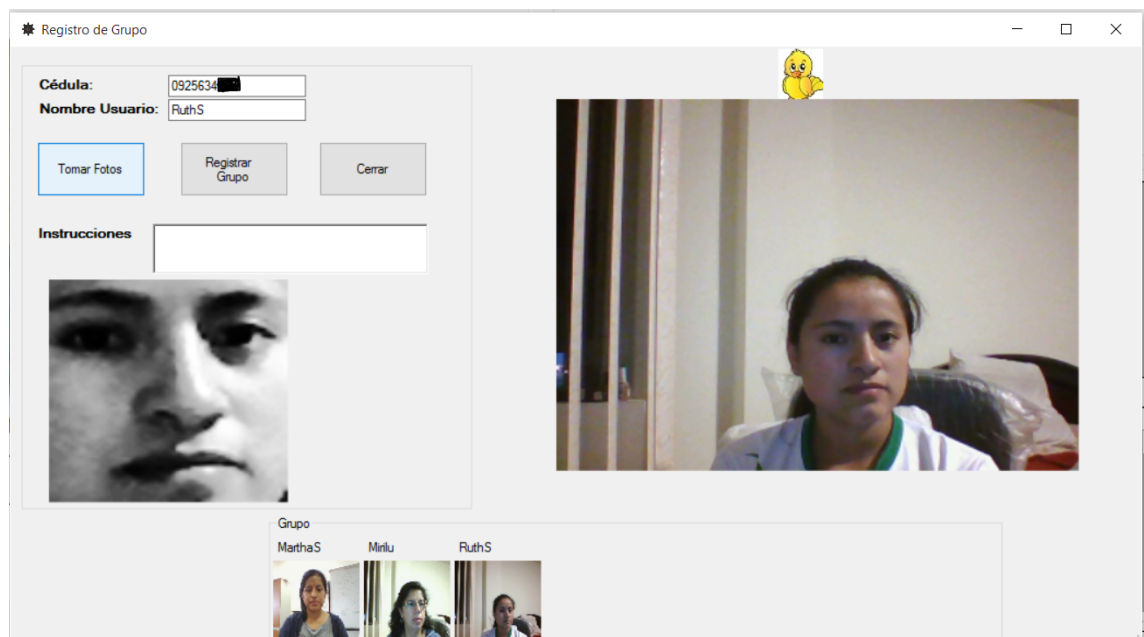 Registro de Grupo
Cédula: 0925634
Nombre Usuario: RuthS
Tomar Fotos
Registrar
Grupo
Cerrar
Instrucciones
Grupo
MarthaS Mirilu RuthS